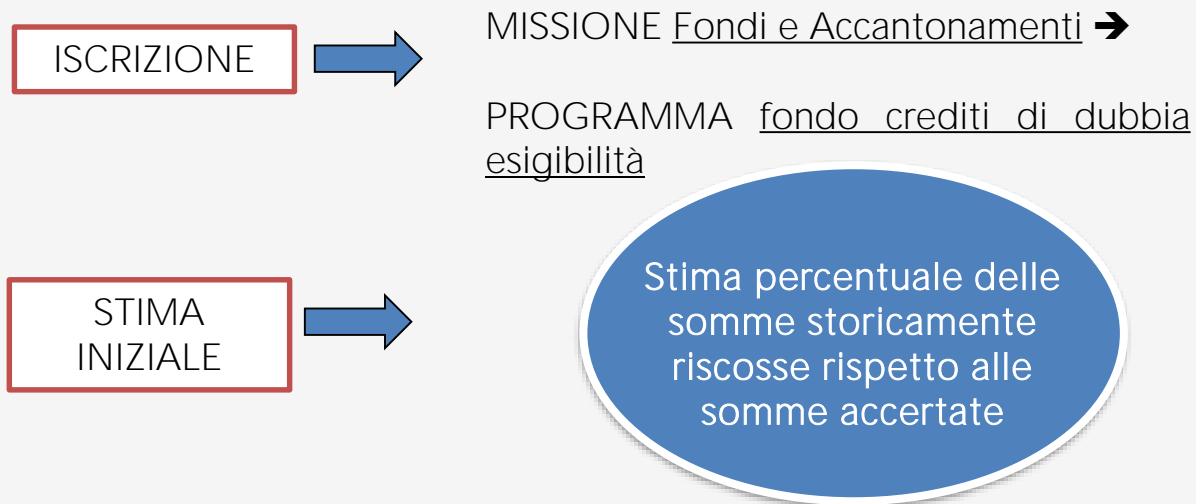 ISCRIZIONE
MISSIONE Fondi e Accantonamenti ➔
PROGRAMMA fondo crediti di dubbia
esigibilità
STIMA
INIZIALE
Stima percentuale delle
somme storicamente
riscosse rispetto alle
somme accertate